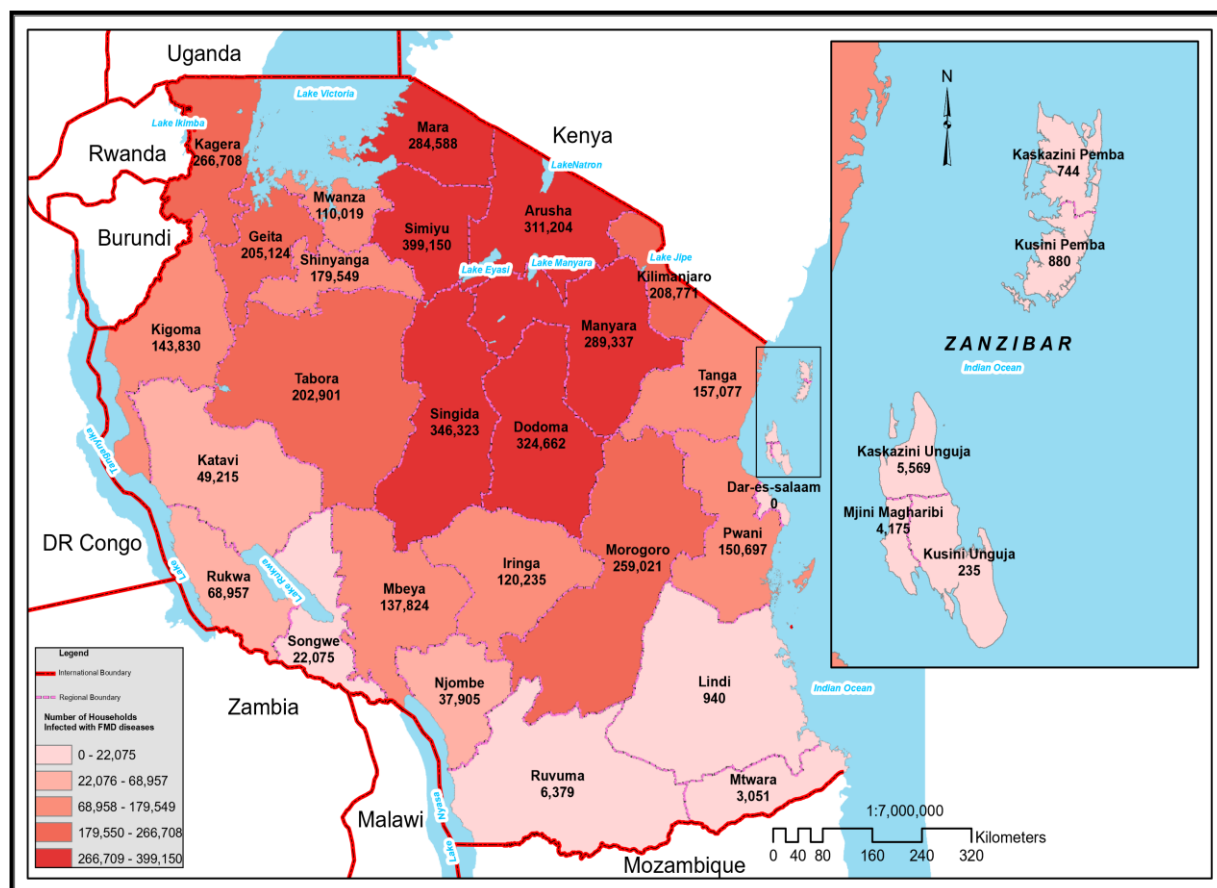 Uganda
Lake Victoria
Lake Ikimba
Kagera
266,708
Mara
284,588
Kenya
Rwanda
LakeNatron
Mwanza
110,019
Arusha
311,204
Burundi
Geita
205,124
Simiyu
399,150
Shinyanga
179,549
Lake Eyasi
Lake Manyara
Lake Jipe
Kilimanjaro
208,771
Kigoma
143,830
Manyara
289,337
Tabora
202,901
Tanga
157,077
Singida
346,323
Dodoma
324,662
Katavi
49,215
Lake Tanganyika
Dar-es-salaam
0
DR Congo
Pwani
150,697
Morogoro
259,021
Iringa
120,235
Rukwa
68,957
Lake Rukwa
Mbeya
137,824
Songwe
22,075
Njombe
37,905
Lindi
940
Indian Ocean
Zambia
Ruvuma
6,379
Mtwara
3,051
Malawi
Lake Nyasa
Mozambique
N
Kaskazini Pemba
744
Kusini Pemba
880
ZANZIBAR
Indian Ocean
Kaskazini Unguja
5,569
Mjini Magharibi
4,175
Kusini Unguja
235
Legend
International Boundary
Regional Boundary
Number of Households
Infected with FMD diseases
0 - 22,075
22,076 - 68,957
68,958 - 179,549
179,550 - 266,708
266,709 - 399,150
1:7,000,000
Kilometers
0 40 80 160 240 320